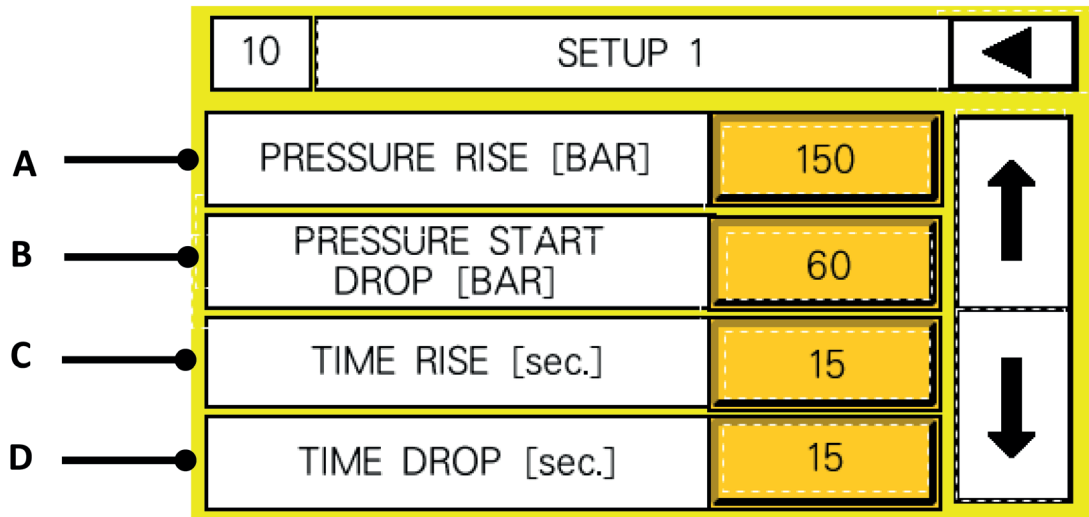 10
SETUP 1
A
PRESSURE RISE [BAR]
150
B
PRESSURE START
DROP [BAR]
60
C
TIME RISE [sec.]
15
D
TIME DROP [sec.]
15